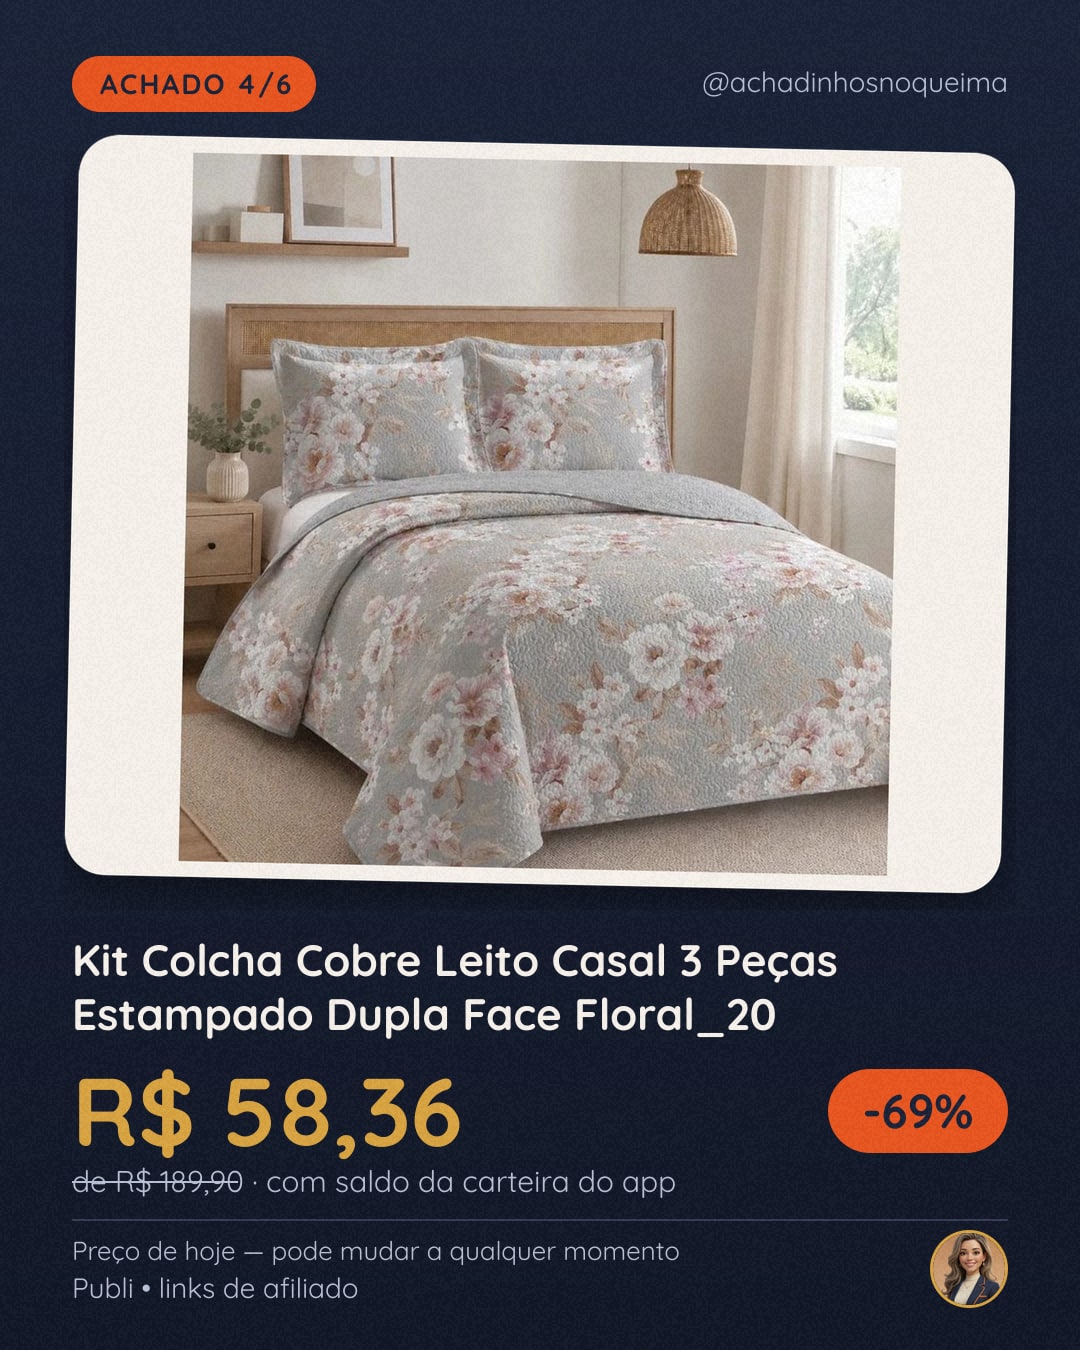 ACHADO 4/6
@achadinhosnoqueima
Kit Colcha Cobre Leito Casal 3 Peças
Estampado Dupla Face Floral_20
R$ 58,36
-69%
de R$ 189,90 · com saldo da carteira do app
Preço de hoje — pode mudar a qualquer momento
Publi • links de afiliado